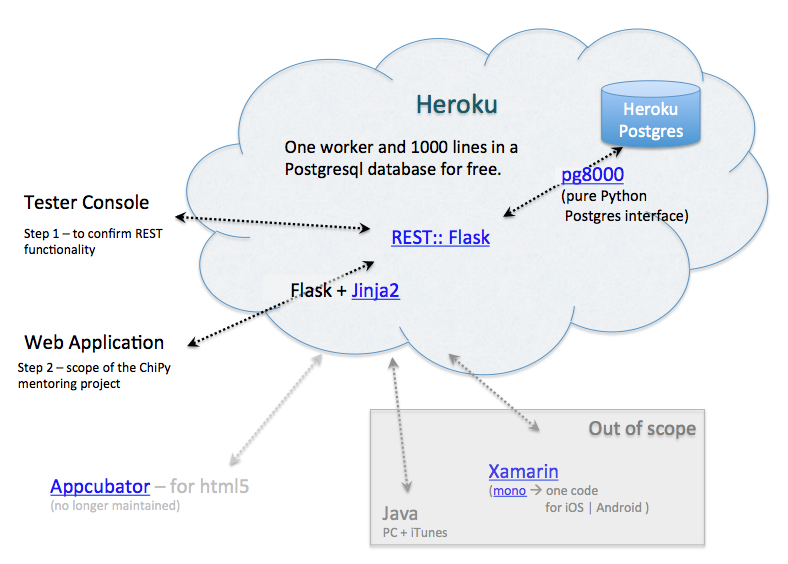 Heroku
Heroku
Postgres
One worker and 1000 lines in a
Postgresql database for free.
pg8000
(pure Python
Postgres interface)
Tester Console
Step 1 – to confirm REST
functionality
REST:: Flask
Flask + Jinja2
Web Application
Step 2 – scope of the ChiPy
mentoring project
Out of scope
Appcubator – for html5
(no longer maintained)
Xamarin
(mono → one code
for iOS | Android )
Java
PC + iTunes